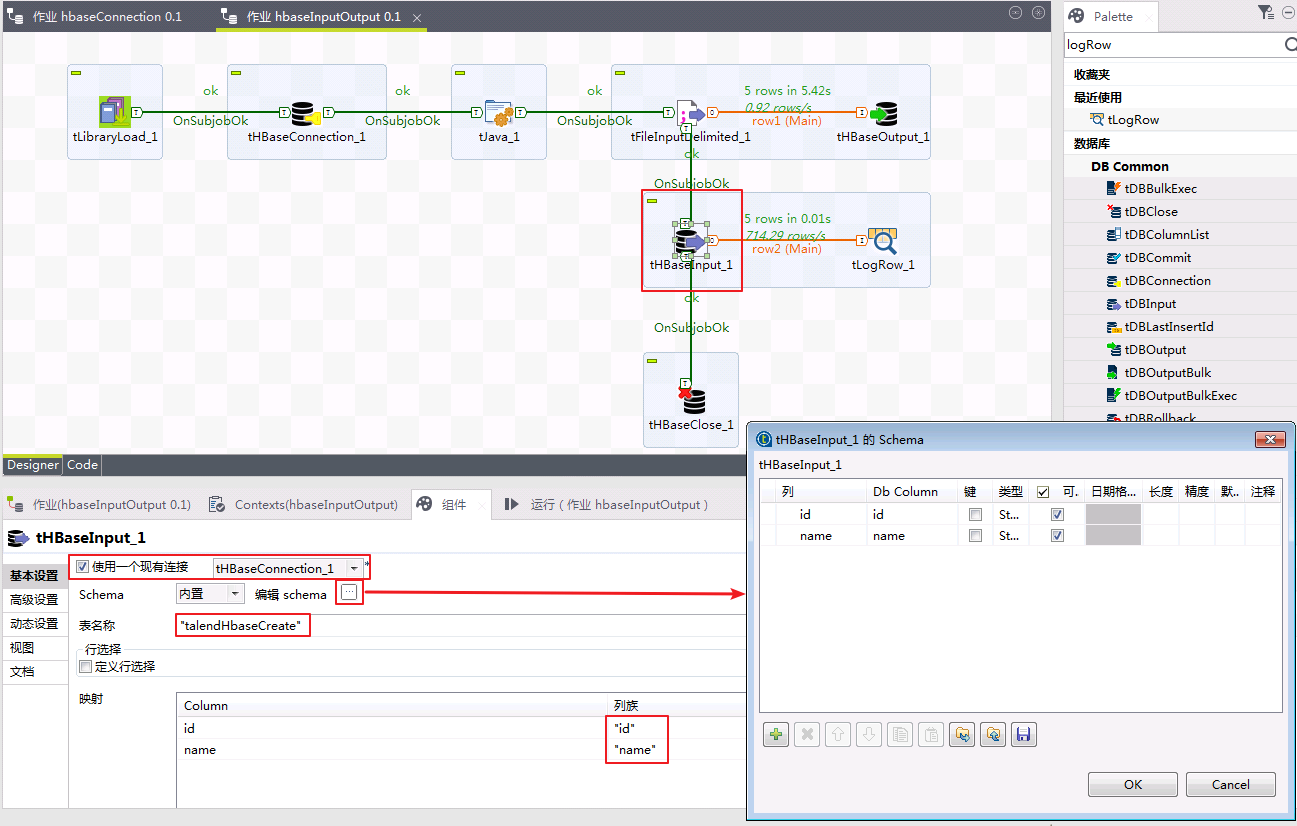 作业 hbaseConnection 0.1
作业 hbaseInputOutput 0.1
Palette
logRow
收藏夹
最近使用
tLogRow
数据库
DB Common
tDBBulkExec
tDBClose
tDBColumnList
tDBCommit
tDBConnection
tDBInput
tDBLastInsertId
tDBOutput
tDBOutputBulk
tDBOutputBulkExec
tDBRollback
ok
OnSubjobOk
tLibraryLoad_1
ok
OnSubjobOk
tHBaseConnection_1
ok
OnSubjobOk
tJava_1
5 rows in 5.42s
0.92 rows/s
row1 (Main)
tFileInputDelimited_1
tHBaseOutput_1
ok
OnSubjobOk
5 rows in 0.01s
714.29 rows/s
row2 (Main)
tHBaseInput_1
tLogRow_1
ok
OnSubjobOk
tHBaseClose_1
Designer
Code
作业(hbaseInputOutput 0.1)
Contexts(hbaseInputOutput)
组件
运行 ( 作业 hbaseInputOutput )
tHBaseInput_1
基本设置
高级设置
动态设置
视图
文档
使用一个现有连接
tHBaseConnection_1
*
Schema
内置
编辑 schema
...
表名称
"talendHbaseCreate"
行选择
定义行选择
映射
Column 列族
id "id"
name "name"
tHBaseInput_1 的 Schema
tHBaseInput_1
列 Db Column 键 类型 可. 日期格... 长度 精度 默.. 注释
id id St...
name name St...
OK
Cancel